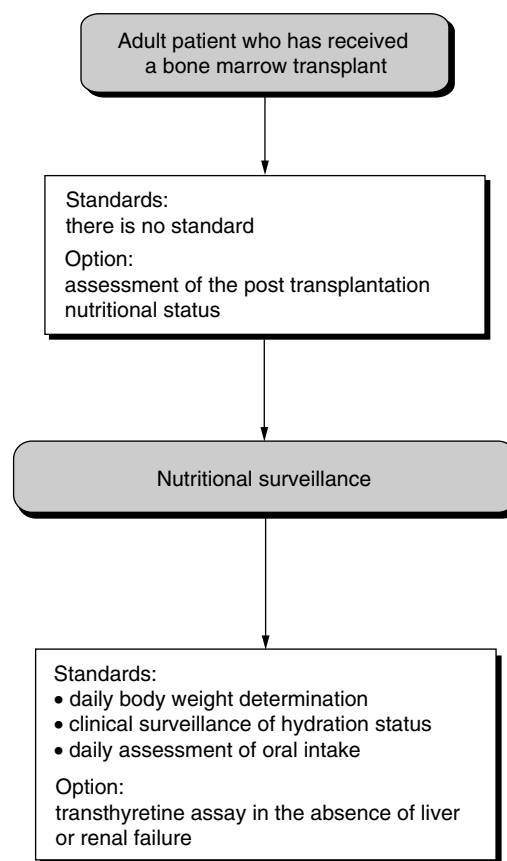 Adult patient who has received
a bone marrow transplant
Standards:
there is no standard
Option:
assessment of the post transplantation
nutritional status
Nutritional surveillance
Standards:
• daily body weight determination
• clinical surveillance of hydration status
• daily assessment of oral intake
Option:
transthyretine assay in the absence of liver
or renal failure